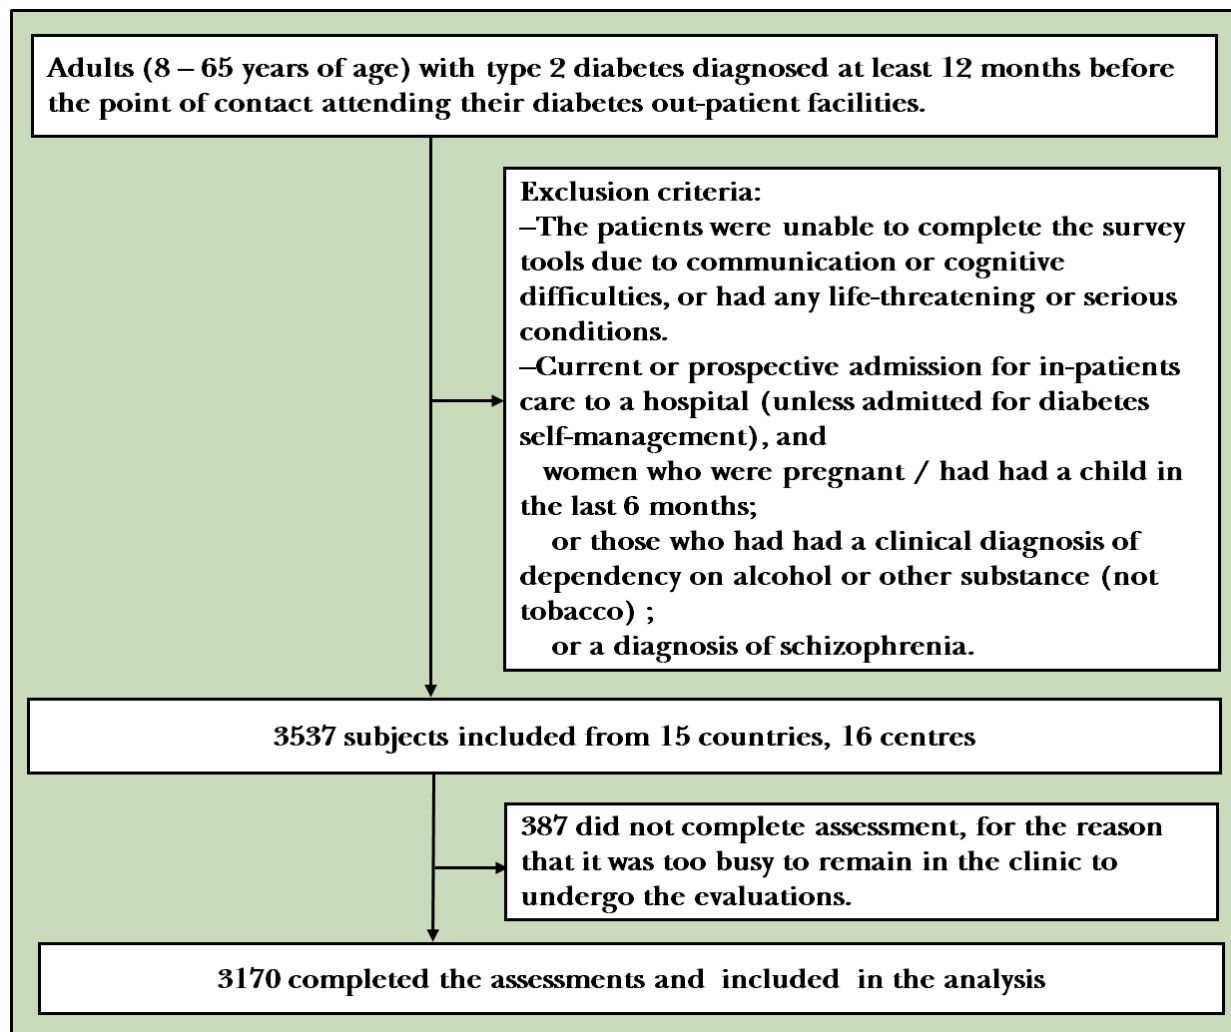 Adults (8 – 65 years of age) with type 2 diabetes diagnosed at least 12 months before
the point of contact attending their diabetes out-patient facilities.
Exclusion criteria:
–The patients were unable to complete the survey
tools due to communication or cognitive
difficulties, or had any life-threatening or serious
conditions.
–Current or prospective admission for in-patients
care to a hospital (unless admitted for diabetes
self-management), and
women who were pregnant / had had a child in
the last 6 months;
or those who had had a clinical diagnosis of
dependency on alcohol or other substance (not
tobacco) ;
or a diagnosis of schizophrenia.
3537 subjects included from 15 countries, 16 centres
387 did not complete assessment, for the reason
that it was too busy to remain in the clinic to
undergo the evaluations.
3170 completed the assessments and included in the analysis